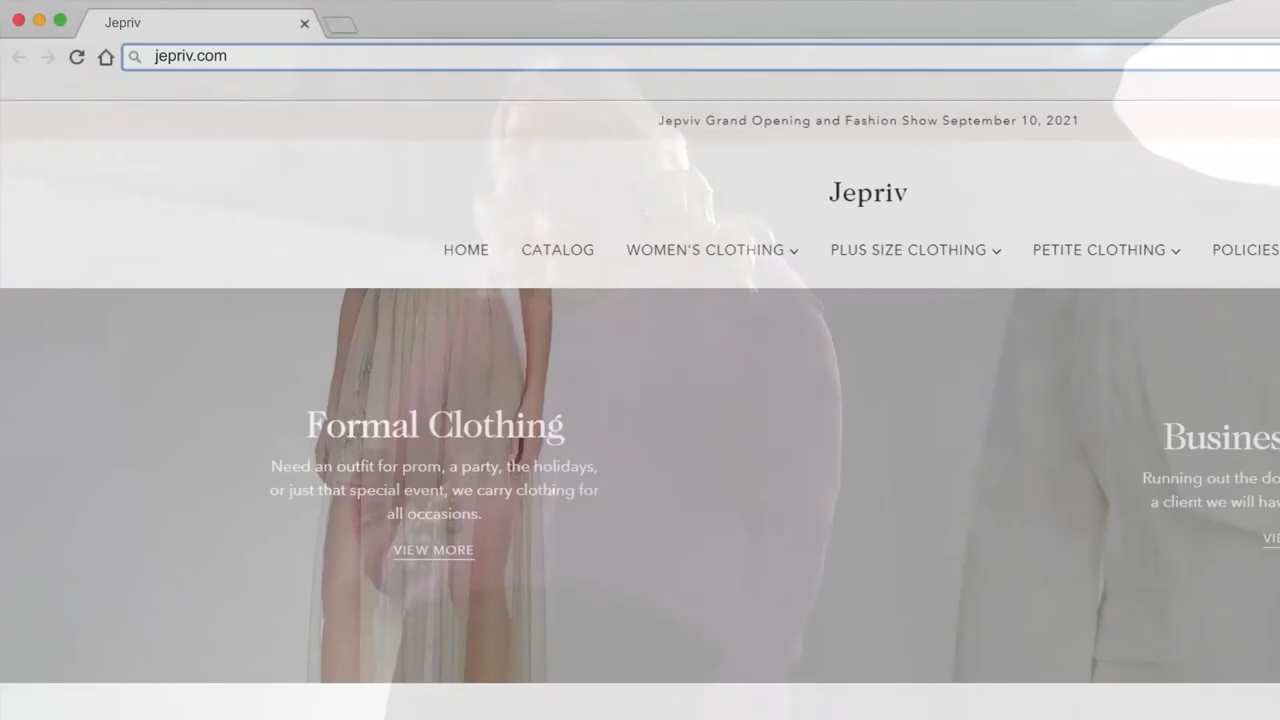 Jepriv
jepriv.com
Jepviv Grand Opening and Fashion Show September 10, 2021
Jepriv
HOME CATALOG WOMEN'S CLOTHING PLUS SIZE CLOTHING PETITE CLOTHING POLICIES
Formal Clothing
Need an outfit for prom, a party, the holidays,
or just that special event, we carry clothing for
all occasions.
VIEW MORE
Busines
Running out the do
a client we will hav
VIE